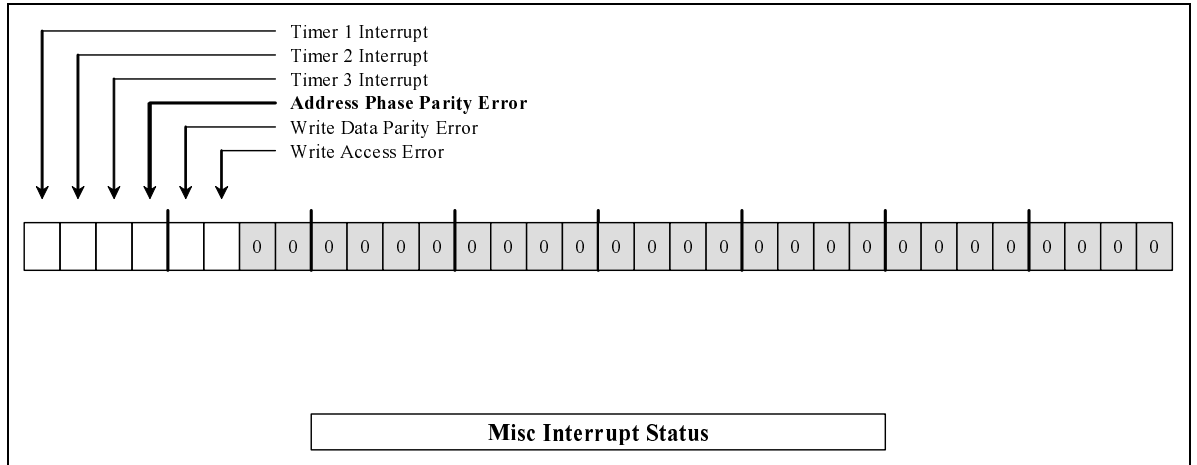 Timer 1 Interrupt
Timer 2 Interrupt
Timer 3 Interrupt
Address Phase Parity Error
Write Data Parity Error
Write Access Error
0 0 0 0 0 0 0 0 0 0 0 0 0 0 0 0 0 0 0 0 0 0 0 0 0 0
Misc Interrupt Status